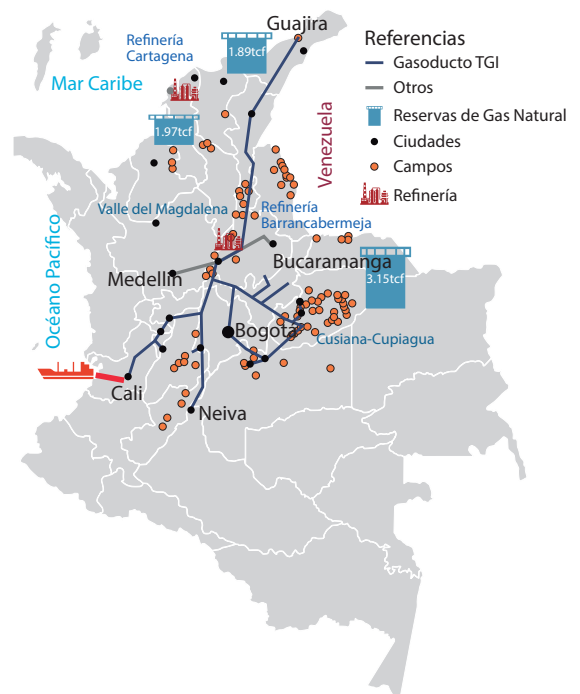 Guajira
Refinería
Cartagena
1.89tcf
Mar Caribe
1.97tcf
Venezuela
Referencias
Gasoducto TGI
Otros
Reservas de Gas Natural
Ciudades
Campos
Refinería
Valle del Magdalena
Refinería
Barrancabermeja
Océano Pacífico
Medellín
Bucaramanga
3.15tcf
Bogotá
Cusiana-Cupiagua
Cali
Neiva